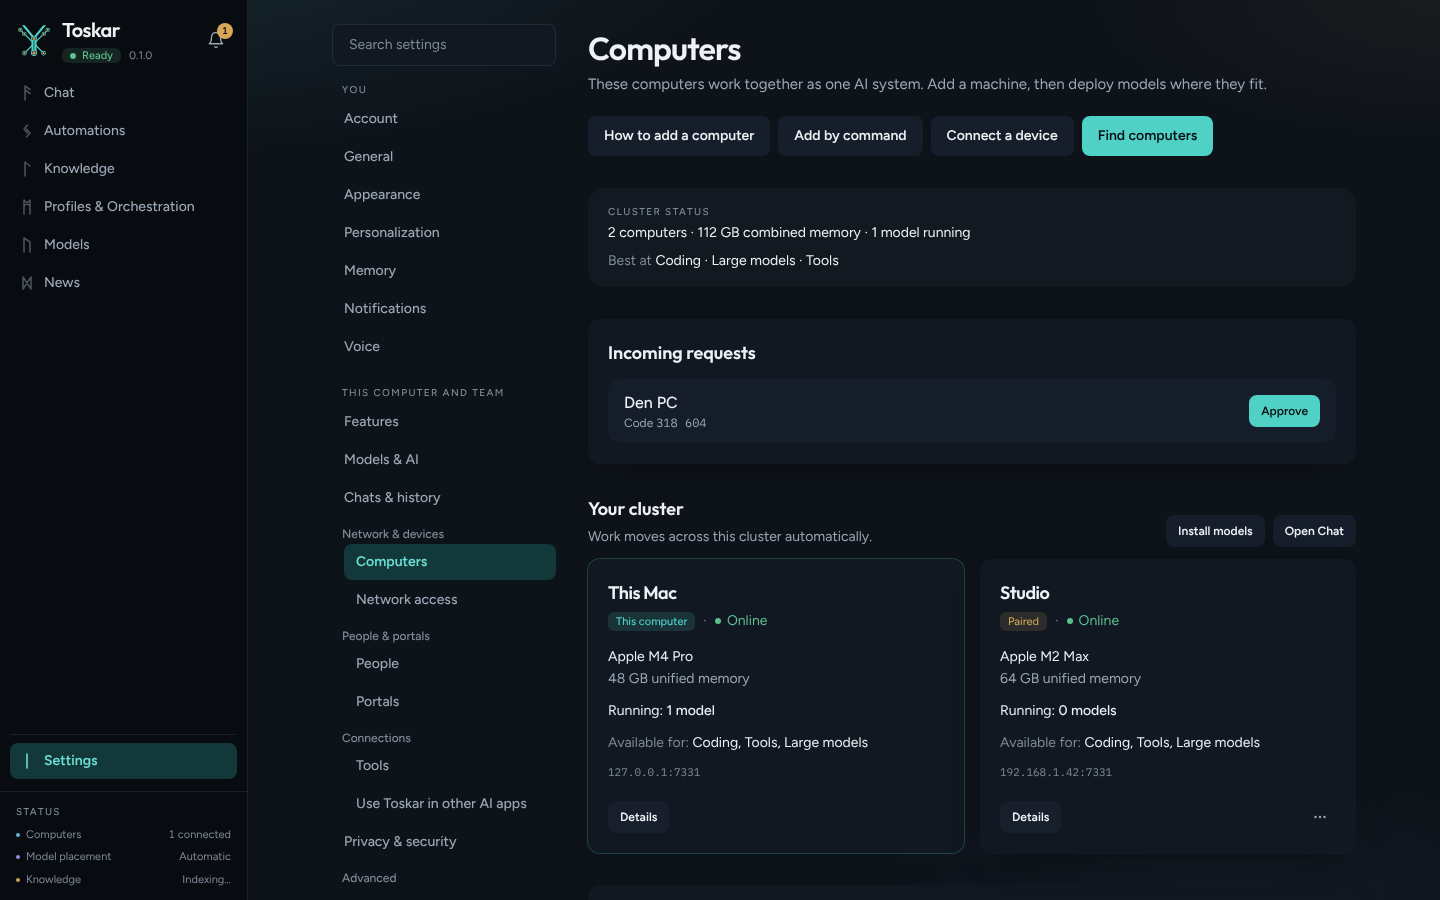 Toskar
1
Ready 0.1.0
Chat
Automations
Knowledge
Profiles & Orchestration
Models
News
Settings
STATUS
Computers 1 connected
Model placement Automatic
Knowledge Indexing...
Search settings
YOU
Account
General
Appearance
Personalization
Memory
Notifications
Voice
THIS COMPUTER AND TEAM
Features
Models & AI
Chats & history
Network & devices
Computers
Network access
People & portals
People
Portals
Connections
Tools
Use Toskar in other AI apps
Privacy & security
Advanced
Computers
These computers work together as one AI system. Add a machine, then deploy models where they fit.
How to add a computer Add by command Connect a device Find computers
CLUSTER STATUS
2 computers · 112 GB combined memory · 1 model running
Best at Coding · Large models · Tools
Incoming requests
Den PC
Code 318 604
Approve
Your cluster
Work moves across this cluster automatically.
Install models Open Chat
This Mac
This computer · Online
Apple M4 Pro
48 GB unified memory
Running: 1 model
Available for: Coding, Tools, Large models
127.0.0.1:7331
Details
Studio
Paired · Online
Apple M2 Max
64 GB unified memory
Running: 0 models
Available for: Coding, Tools, Large models
192.168.1.42:7331
Details ...